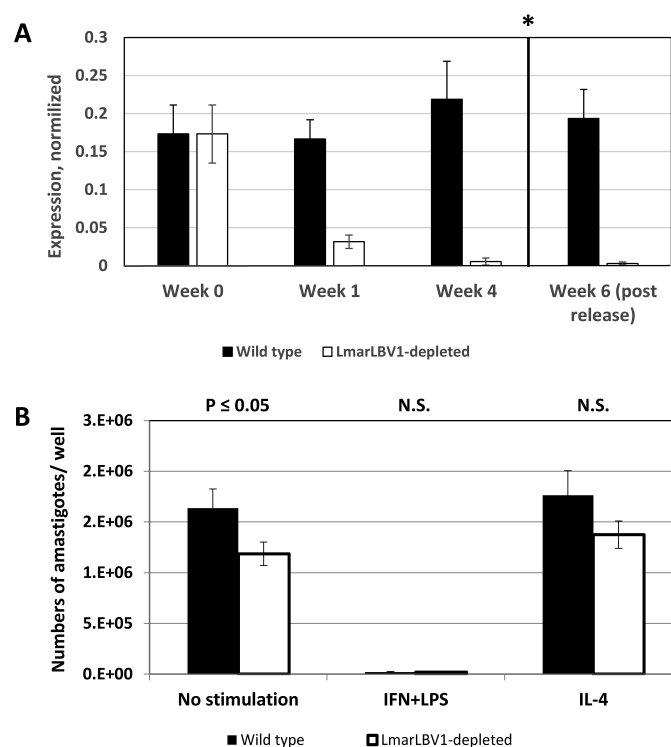 *
A
0.3
0.25
0.2
0.15
0.1
0.05
0
Expression, normilized
Week 0 Week 1 Week 4 Week 6 (post
release)
Wild type LmarLBV1-depleted
B
P ≤ 0.05 N.S. N.S.
3.E+06
2.E+06
2.E+06
1.E+06
5.E+05
0.E+00
Numbers of amastigotes/ well
No stimulation IFN+LPS IL-4
Wild type LmarLBV1-depleted